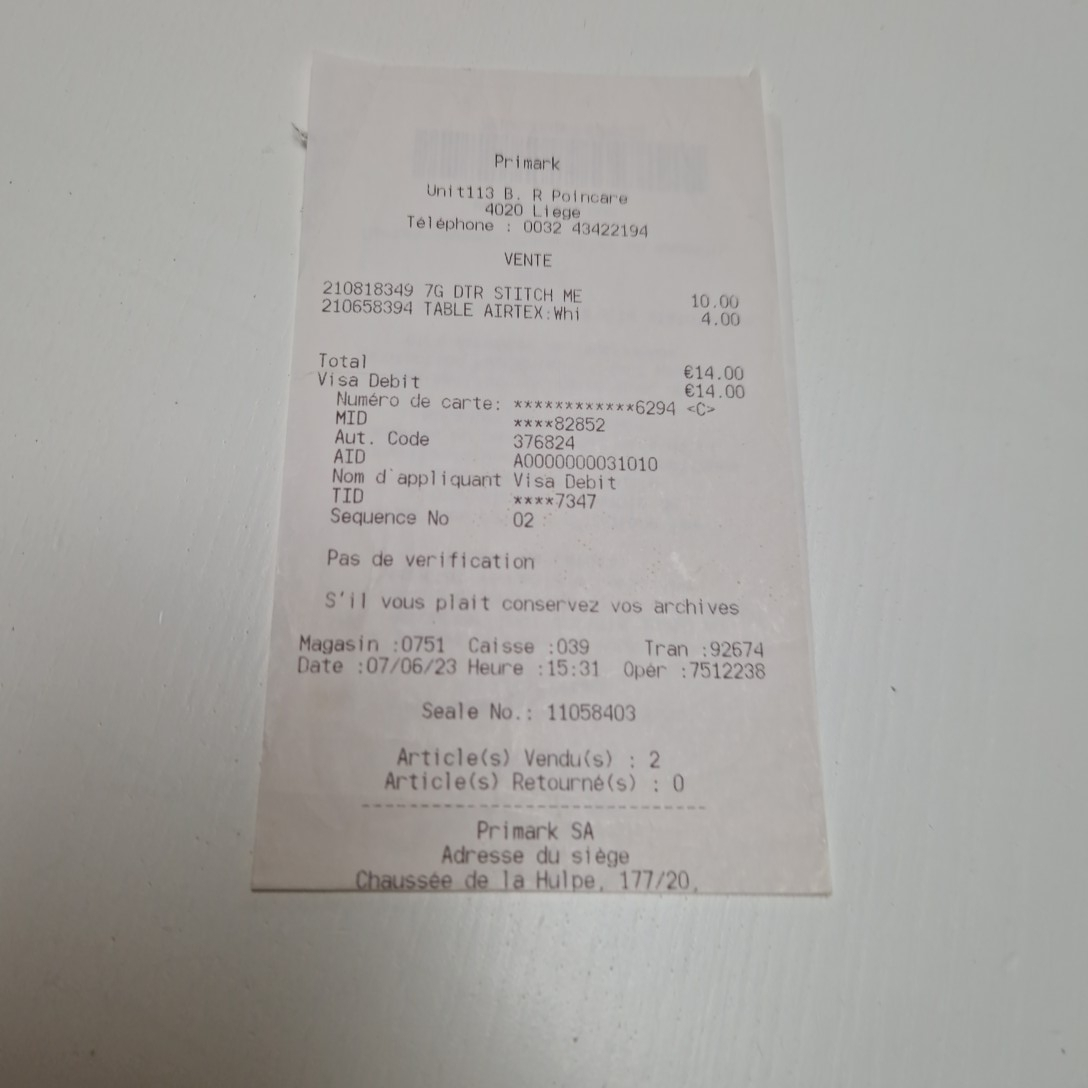 Primark
Unit113 B. R Poincare
4020 Liege
Téléphone : 0032 43422194
VENTE
210818349 7G DTR STITCH ME 10.00
210658394 TABLE AIRTEX:Whi 4.00
Total €14.00
Visa Debit €14.00
Numéro de carte: ************6294 <C>
MID ****82852
Aut. Code 376824
AID A0000000031010
Nom d`appliquant Visa Debit
TID ****7347
Sequence No 02
Pas de verification
S'il vous plait conservez vos archives
Magasin :0751 Caisse :039 Tran :92674
Date :07/06/23 Heure :15:31 Opér :7512238
Seale No.: 11058403
Article(s) Vendu(s) : 2
Article(s) Retourné(s) : 0
Primark SA
Adresse du siège
Chaussée de la Hulpe, 177/20,